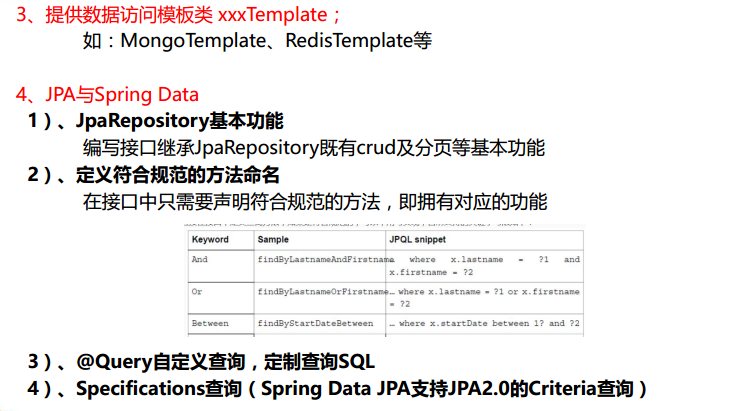 3、提供数据访问模板类 xxxTemplate；
如：MongoTemplate、RedisTemplate等
4、JPA与Spring Data
1）、JpaRepository基本功能
编写接口继承JpaRepository既有crud及分页等基本功能
2）、定义符合规范的方法命名
在接口中只需要声明符合规范的方法，即拥有对应的功能
Keyword Sample JPQL snippet
And findByLastnameAndFirstname… where x.lastname = ?1 and
x.firstname = ?2
Or findByLastnameOrFirstname… where x.lastname = ?1 or x.firstname
= ?2
Between findByStartDateBetween … where x.startDate between 1? and ?2
3）、@Query自定义查询，定制查询SQL
4）、Specifications查询（Spring Data JPA支持JPA2.0的Criteria查询）